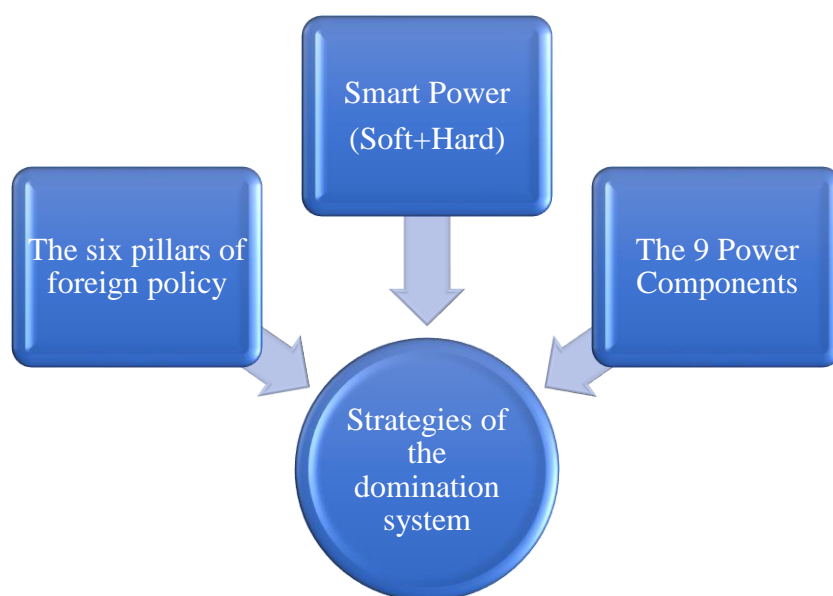 Smart Power
(Soft+Hard)
The six pillars of
foreign policy
The 9 Power
Components
Strategies of
the
domination
system